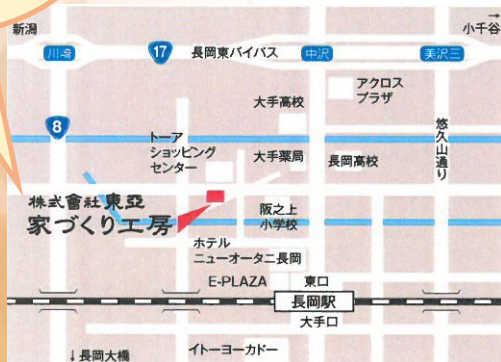 新潟
→
小千谷
川崎
17
長岡東バイパス
中沢
美沢三
アクロス
プラザ
大手高校
8
トーア
ショッピング
センター
大手薬局
長岡高校
悠久山通り
株式會社東亞
家づくり工房
阪之上
小学校
ホテル
ニューオータニ長岡
E-PLAZA
東口
長岡駅
大手口
↓長岡大橋
イトーヨーカドー